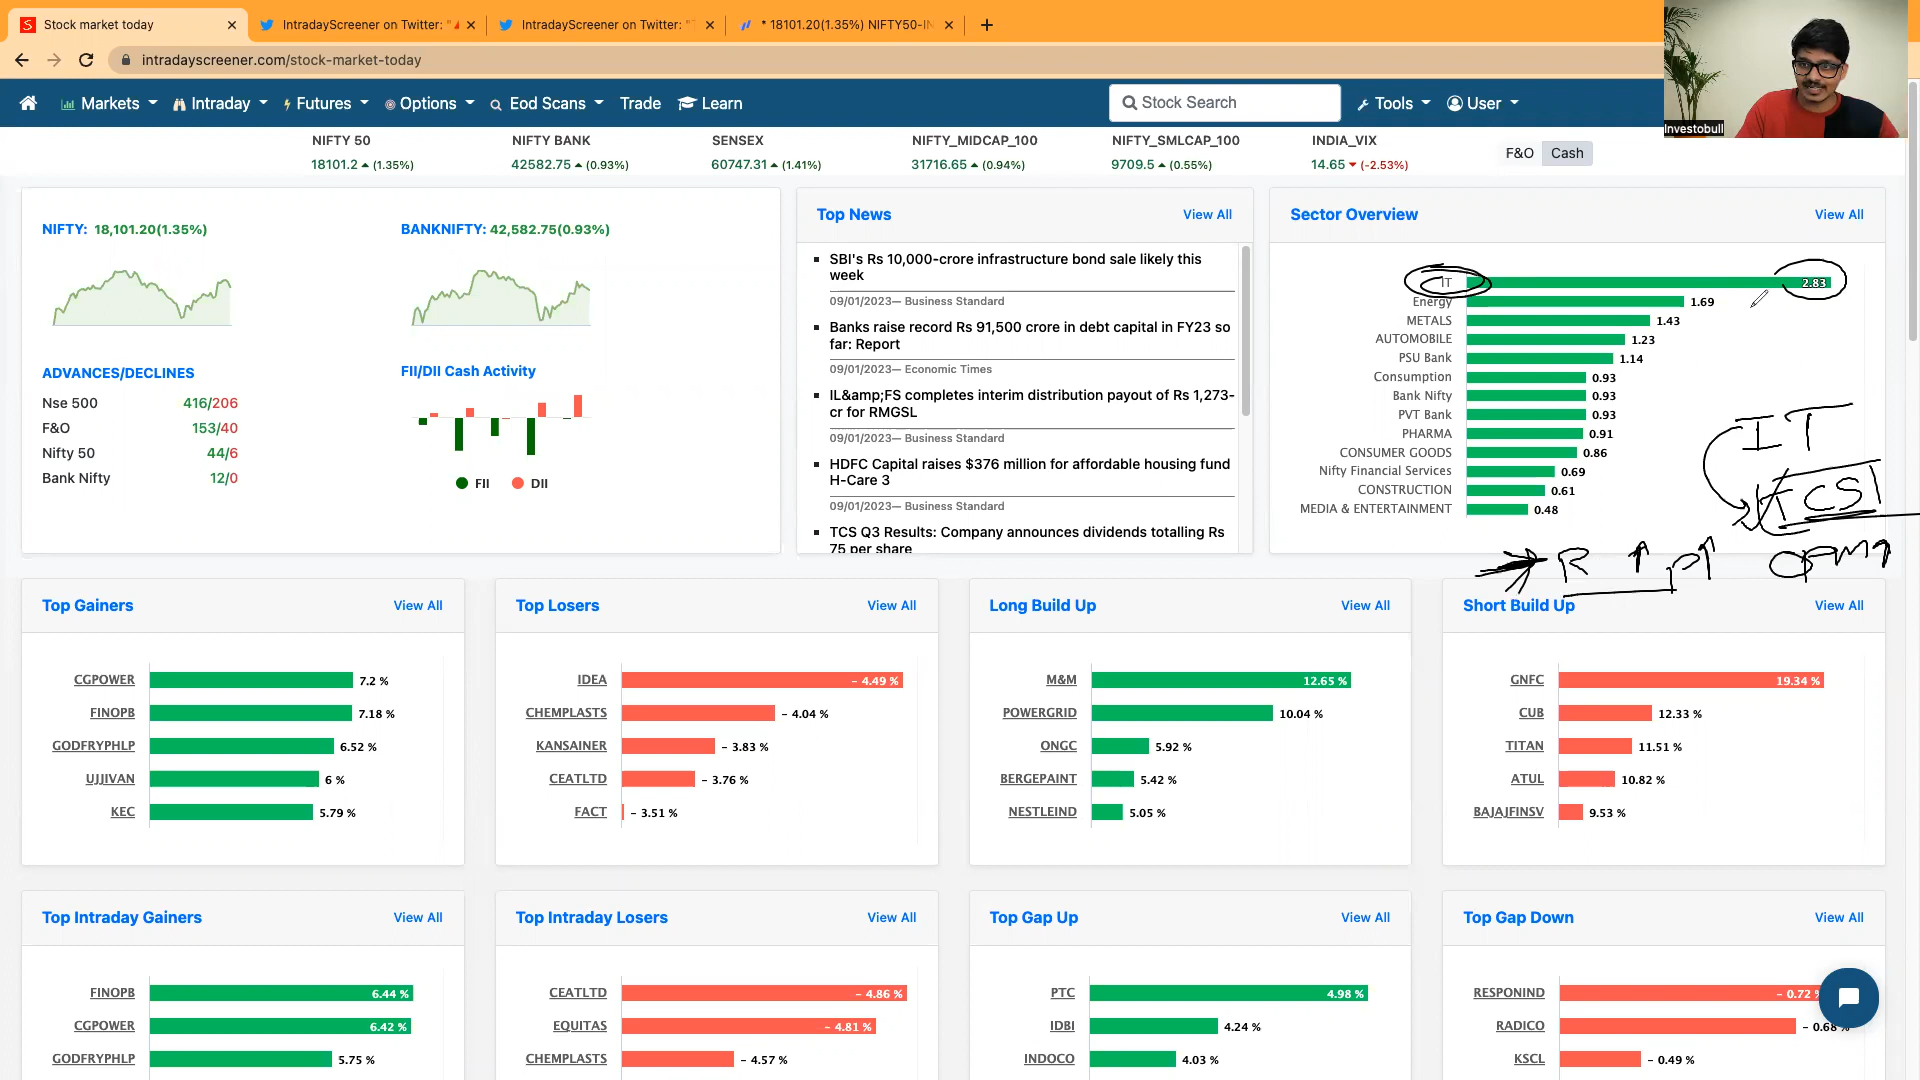 Stock market today
IntradayScreener on Twitter: "
IntradayScreener on Twitter: "
* 18101.20(1.35%) NIFTY50-IN
intradayscreener.com/stock-market-today
Markets Intraday Futures Options Eod Scans Trade Learn Stock Search Tools User
Investobull
NIFTY 50
18101.2 (1.35%)
NIFTY BANK
42582.75 (0.93%)
SENSEX
60747.31 (1.41%)
NIFTY_MIDCAP_100
31716.65 (0.94%)
NIFTY_SMLCAP_100
9709.5 (0.55%)
INDIA_VIX
14.65 (-2.53%)
F&O Cash
NIFTY: 18,101.20(1.35%)
BANKNIFTY: 42,582.75(0.93%)
ADVANCES/DECLINES
Nse 500 416/206
F&O 153/40
Nifty 50 44/6
Bank Nifty 12/0
FII/DII Cash Activity
FII DII
Top News View All
SBI's Rs 10,000-crore infrastructure bond sale likely this
week
09/01/2023— Business Standard
Banks raise record Rs 91,500 crore in debt capital in FY23 so
far: Report
09/01/2023— Economic Times
IL&amp;FS completes interim distribution payout of Rs 1,273-
cr for RMGSL
09/01/2023— Business Standard
HDFC Capital raises $376 million for affordable housing fund
H-Care 3
09/01/2023— Business Standard
TCS Q3 Results: Company announces dividends totalling Rs
75 per share
Sector Overview View All
IT 2.83
Energy 1.69
METALS 1.43
AUTOMOBILE 1.23
PSU Bank 1.14
Consumption 0.93
Bank Nifty 0.93
PVT Bank 0.93
PHARMA 0.91
CONSUMER GOODS 0.86
Nifty Financial Services 0.69
CONSTRUCTION 0.61
MEDIA & ENTERTAINMENT 0.48
IT
TCS
R ↑ P↑ OPM↑
Top Gainers View All
CGPOWER 7.2 %
FINOPB 7.18 %
GODFRYPHLP 6.52 %
UJJIVAN 6 %
KEC 5.79 %
Top Losers View All
IDEA - 4.49 %
CHEMPLASTS - 4.04 %
KANSAINER - 3.83 %
CEATLTD - 3.76 %
FACT - 3.51 %
Long Build Up View All
M&M 12.65 %
POWERGRID 10.04 %
ONGC 5.92 %
BERGEPAINT 5.42 %
NESTLEIND 5.05 %
Short Build Up View All
GNFC 19.34 %
CUB 12.33 %
TITAN 11.51 %
ATUL 10.82 %
BAJAJFINSV 9.53 %
Top Intraday Gainers View All
FINOPB 6.44 %
CGPOWER 6.42 %
GODFRYPHLP 5.75 %
Top Intraday Losers View All
CEATLTD - 4.86 %
EQUITAS - 4.81 %
CHEMPLASTS - 4.57 %
Top Gap Up View All
PTC 4.98 %
IDBI 4.24 %
INDOCO 4.03 %
Top Gap Down View All
RESPONIND - 0.72 %
RADICO - 0.68 %
KSCL - 0.49 %